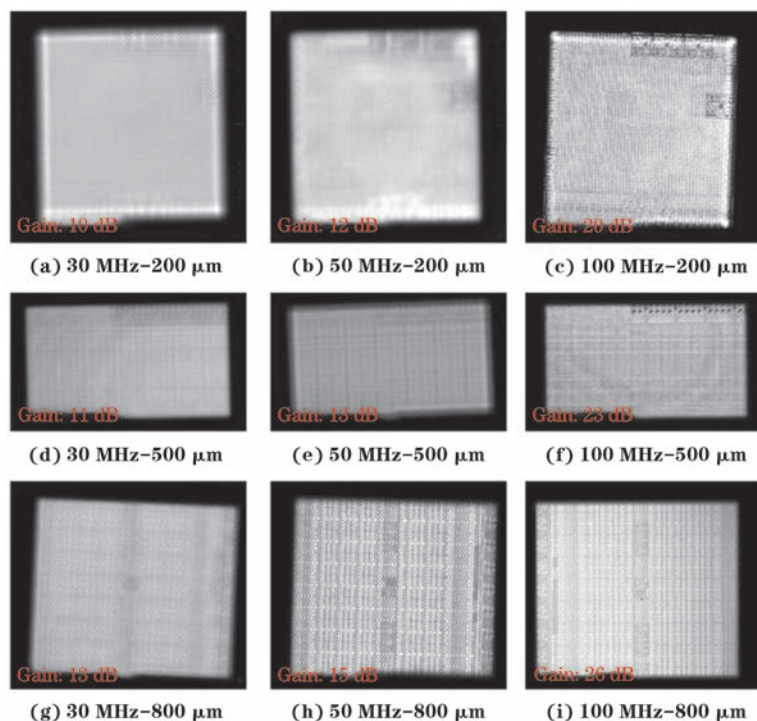 Gain: 10 dB
Gain: 12 dB
Gain: 20 dB
(a) 30 MHz–200 μm
(b) 50 MHz–200 μm
(c) 100 MHz–200 μm
Gain: 11 dB
Gain: 13 dB
Gain: 23 dB
(d) 30 MHz–500 μm
(e) 50 MHz–500 μm
(f) 100 MHz–500 μm
Gain: 13 dB
Gain: 15 dB
Gain: 26 dB
(g) 30 MHz–800 μm
(h) 50 MHz–800 μm
(i) 100 MHz–800 μm